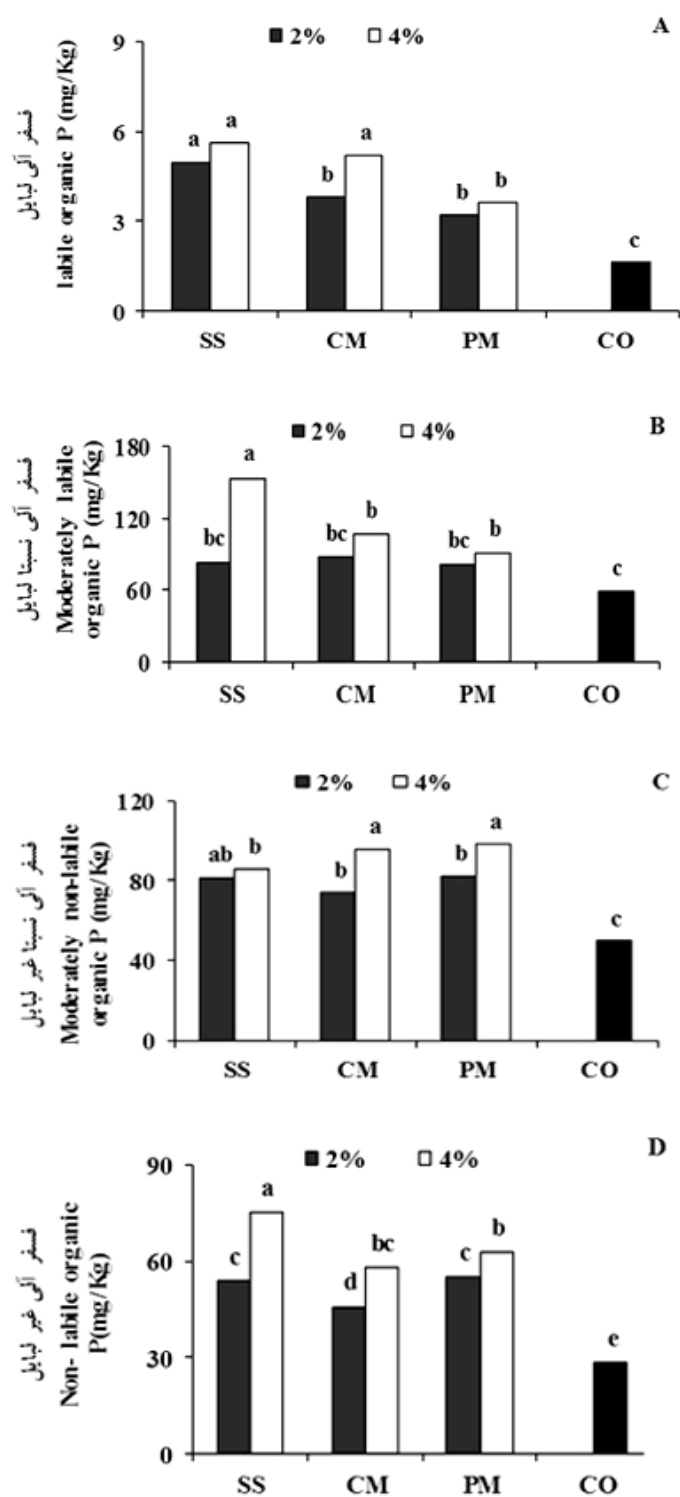 A
2% 4%
فسفر آلی لبایل
labile organic P (mg/Kg)
9
6
3
0
a a b a b b c
SS CM PM CO
B
2% 4%
فسفر آلی نسبتا لبایل
Moderately labile
organic P (mg/Kg)
180
120
60
0
bc a bc b bc b c
SS CM PM CO
C
2% 4%
فسفر آلی نسبتا غیر لبایل
Moderately non-labile
organic P (mg/Kg)
120
80
40
0
ab b b a b a c
SS CM PM CO
D
2% 4%
فسفر آلی غیر لبایل
Non- labile organic
P(mg/Kg)
90
60
30
0
c a d bc c b e
SS CM PM CO